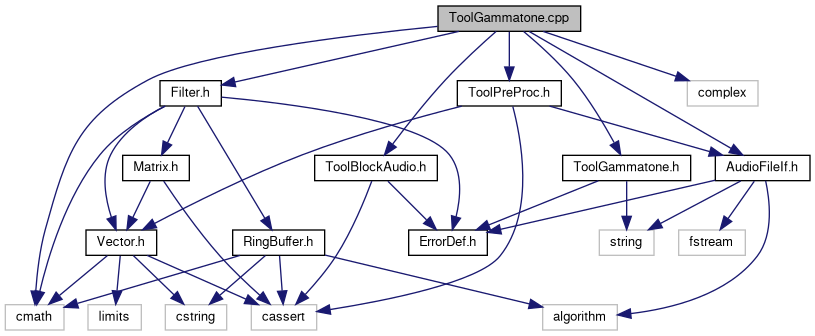 ToolGammatone.cpp
Filter.h
ToolPreProc.h
complex
Matrix.h
ToolBlockAudio.h
ToolGammatone.h
AudioFileIf.h
Vector.h
RingBuffer.h
ErrorDef.h
string
fstream
cmath
limits
cstring
cassert
algorithm